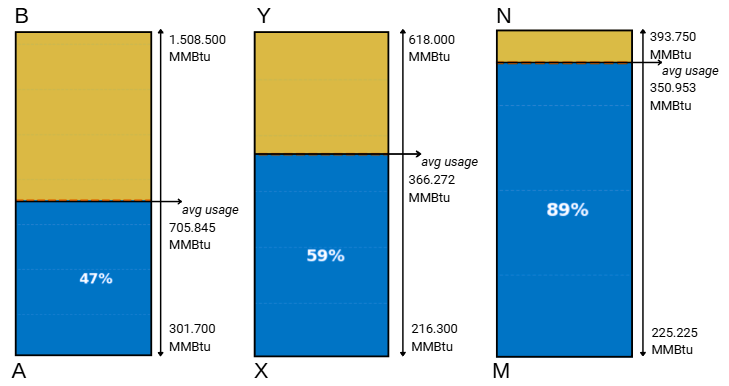 B
1.508.500
MMBtu
avg usage
705.845
MMBtu
47%
301.700
MMBtu
A
Y
618.000
MMBtu
avg usage
366.272
MMBtu
59%
216.300
MMBtu
X
N
393.750
MMBtu
avg usage
350.953
MMBtu
89%
225.225
MMBtu
M